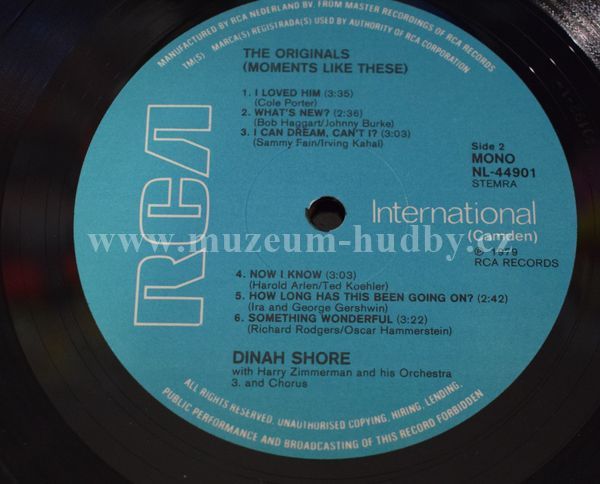 MANUFACTURED BY RCA NEDERLAND BV. FROM MASTER RECORDINGS OF RCA RECORDS
TM(S) MARCA(S) REGISTRADA(S) USED BY AUTHORITY OF RCA CORPORATION
THE ORIGINALS
(MOMENTS LIKE THESE)
1. I LOVED HIM (3:35)
(Cole Porter)
2. WHAT'S NEW? (2:36)
(Bob Haggart/Johnny Burke)
3. I CAN DREAM, CAN'T I? (3:03)
(Sammy Fain/Irving Kahal)
Side 2
MONO
NL-44901
STEMRA
RCA
International
(Camden)
℗ 1979
RCA RECORDS
www.muzeum-hudby.cz
4. NOW I KNOW (3:03)
(Harold Arlen/Ted Koehler)
5. HOW LONG HAS THIS BEEN GOING ON? (2:42)
(Ira and George Gershwin)
6. SOMETHING WONDERFUL (3:22)
(Richard Rodgers/Oscar Hammerstein)
DINAH SHORE
with Harry Zimmerman and his Orchestra
3. and Chorus
ALL RIGHTS RESERVED. UNAUTHORISED COPYING, HIRING, LENDING,
PUBLIC PERFORMANCE AND BROADCASTING OF THIS RECORD FORBIDDEN